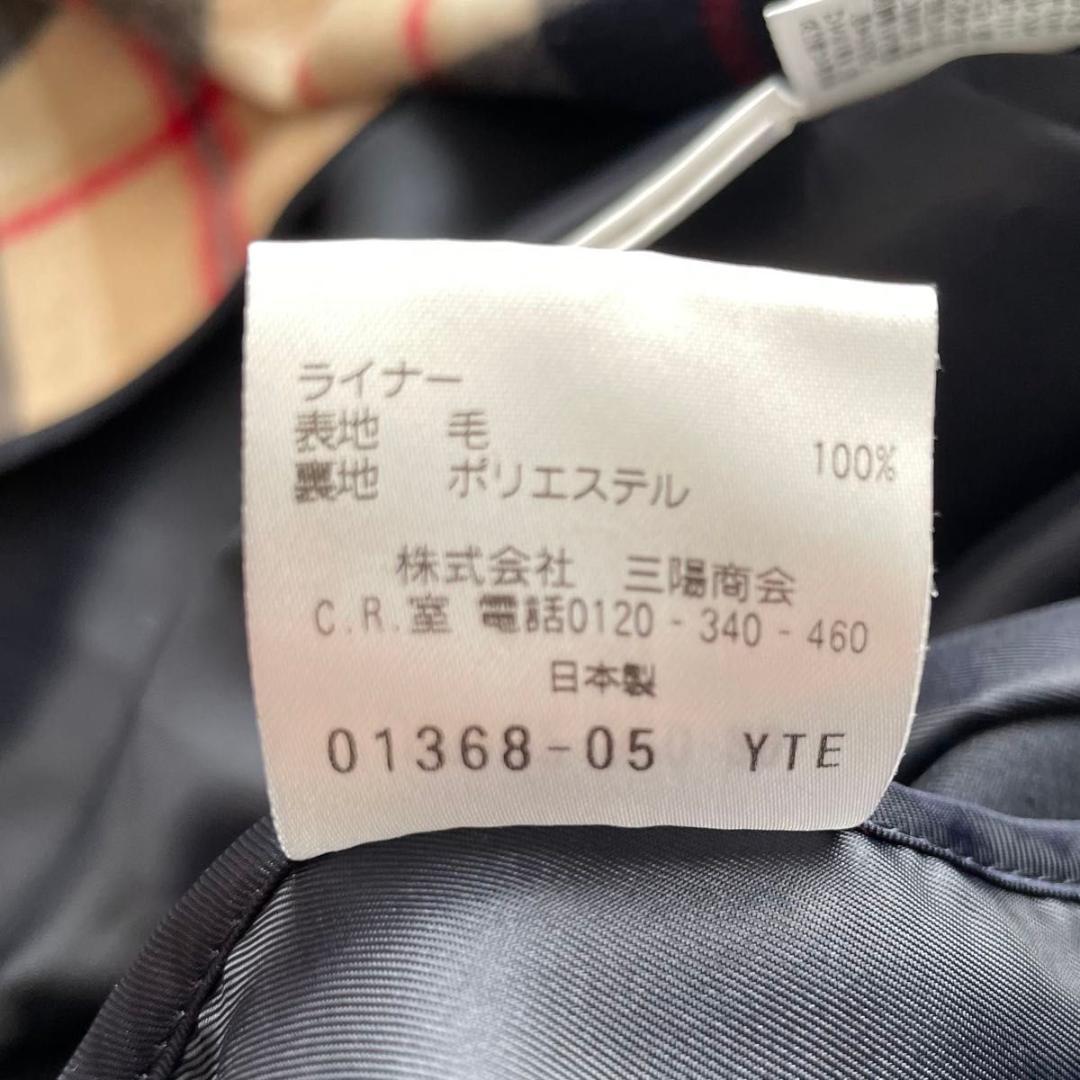 ライナー
表地 毛 100%
裏地 ポリエステル
株式会社 三陽商会
C.R.室 電話0120-340-460
日本製
01368-05 YTE